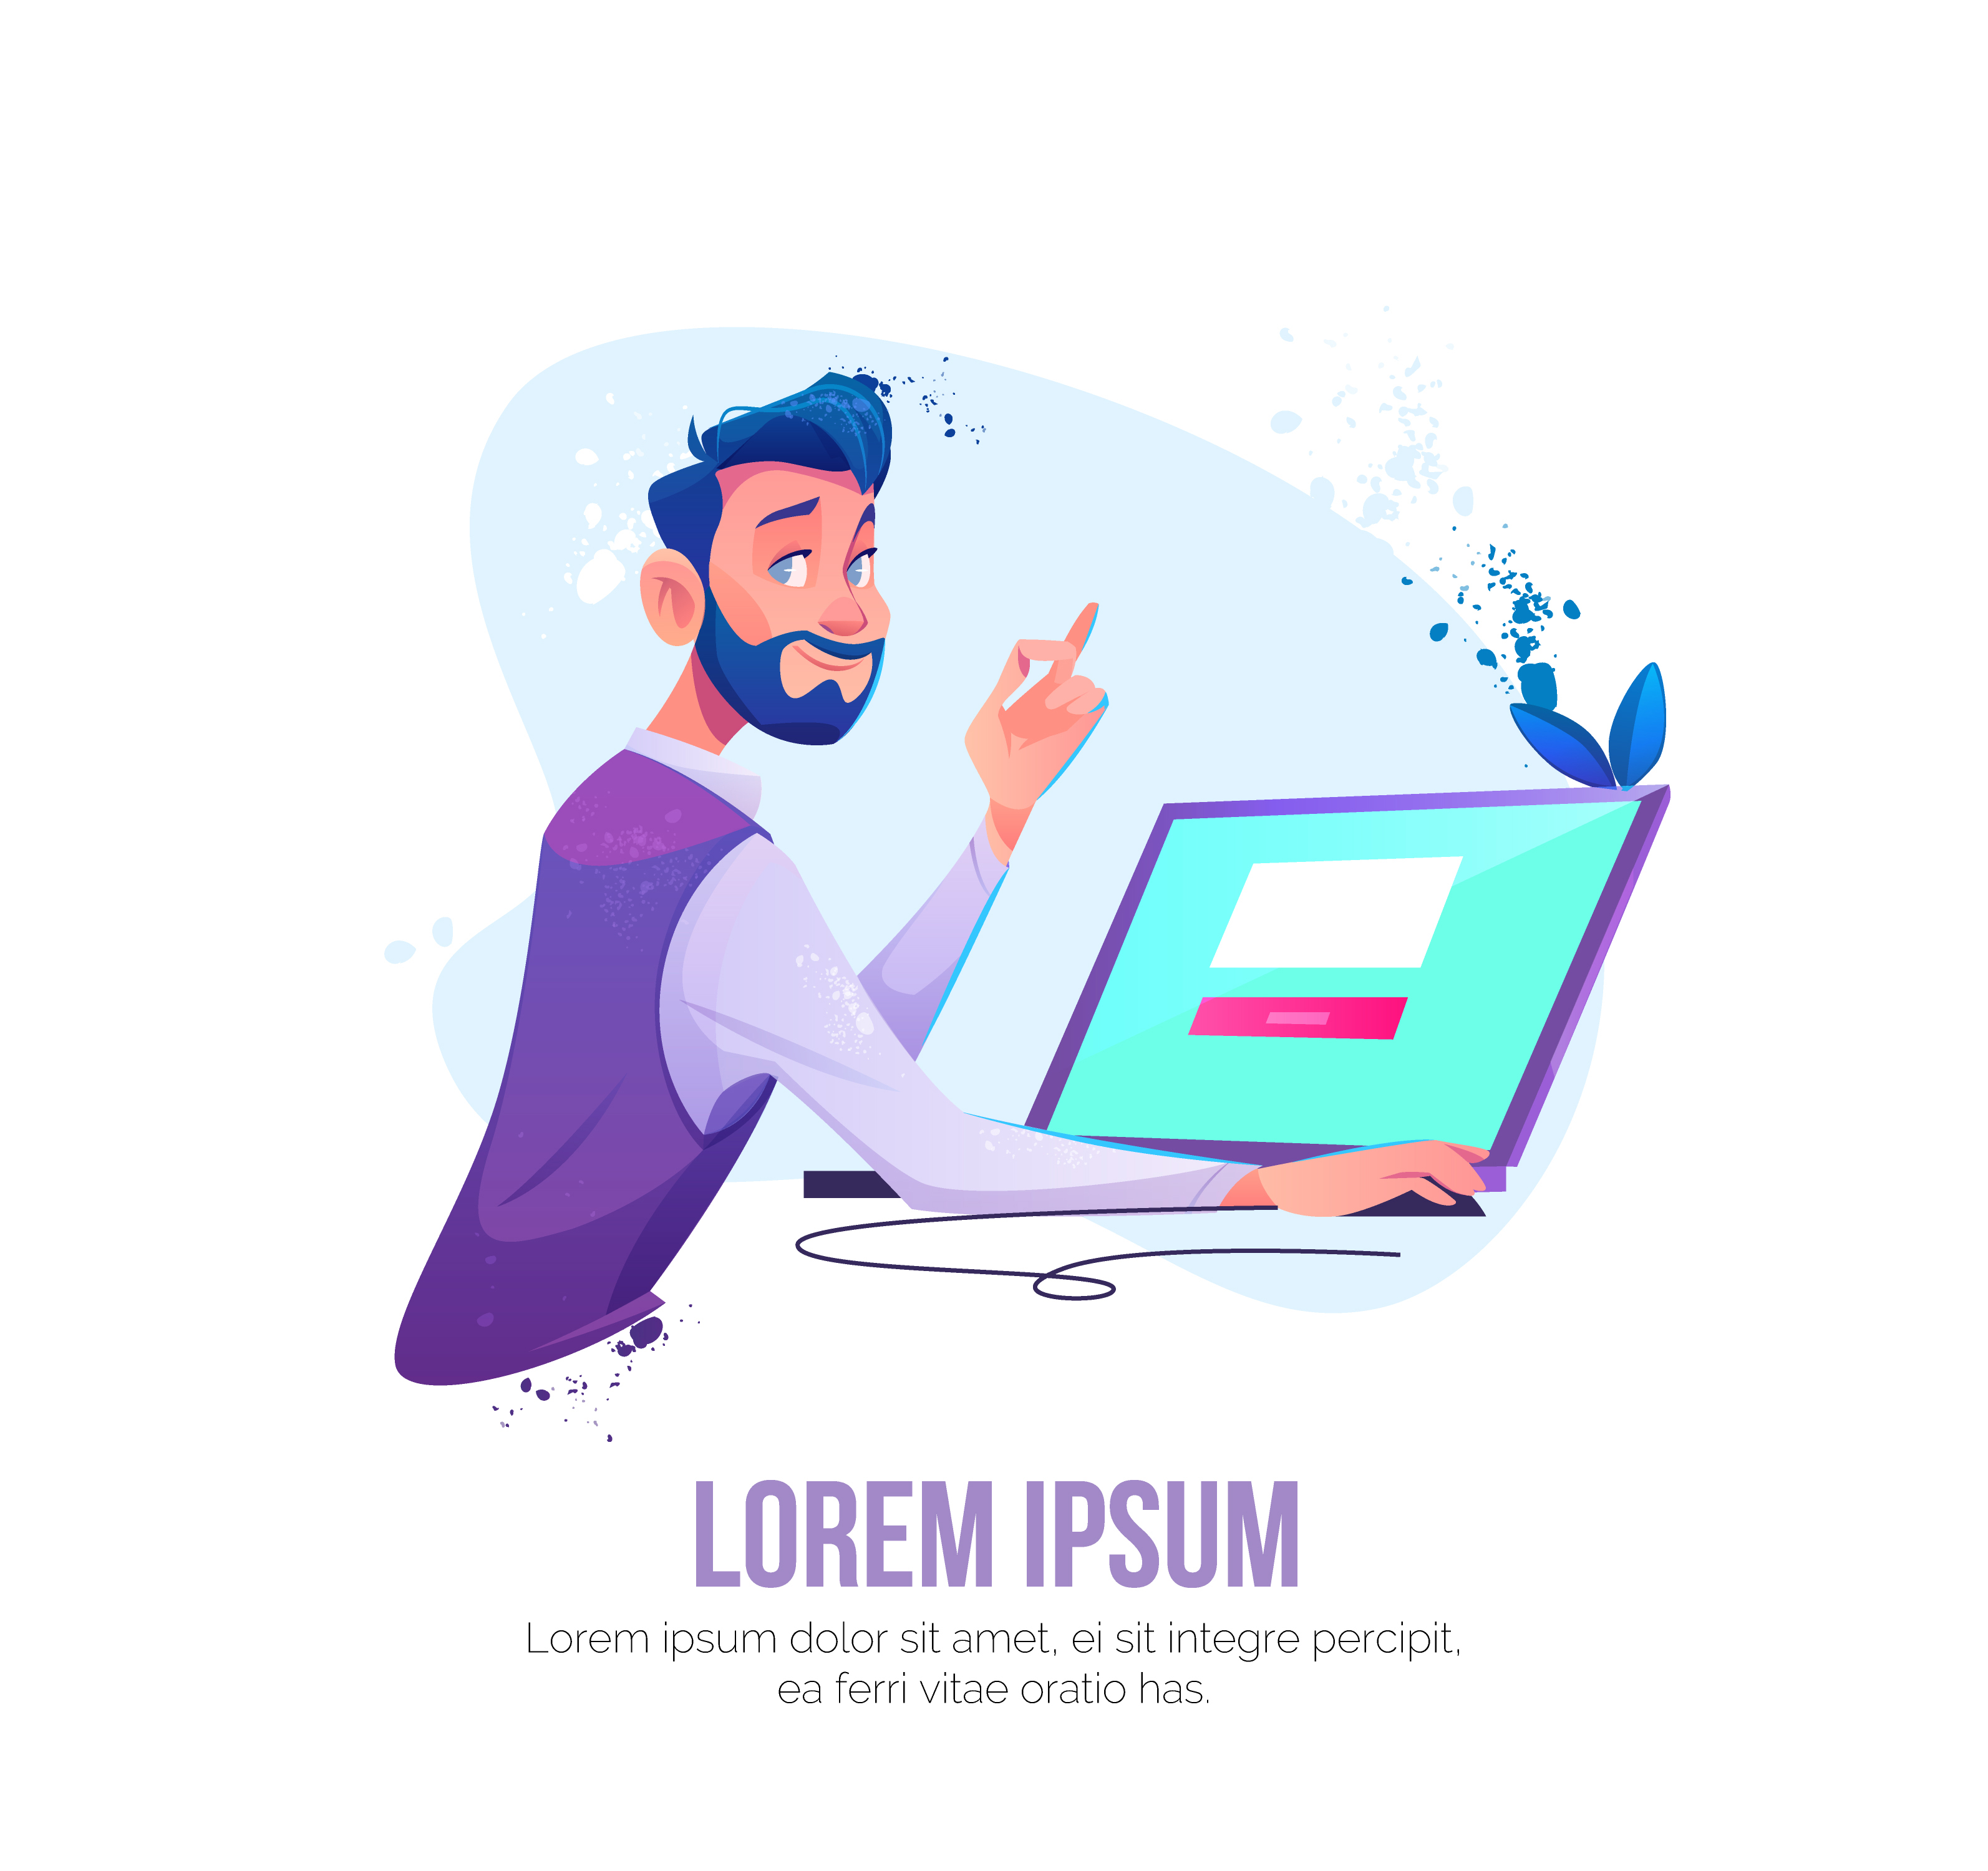 LOREM IPSUM
Lorem ipsum dolor sit amet, ei sit integre percipit,
ea ferri vitae oratio has.